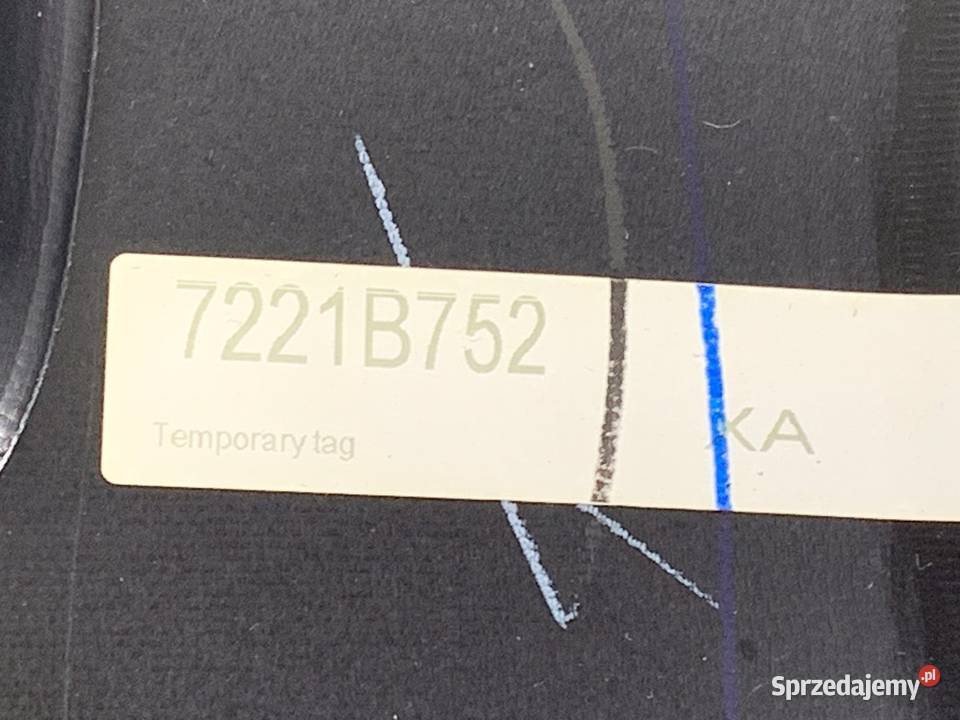 7221B752
Temporary tag
XA
Sprzedajemy.pl